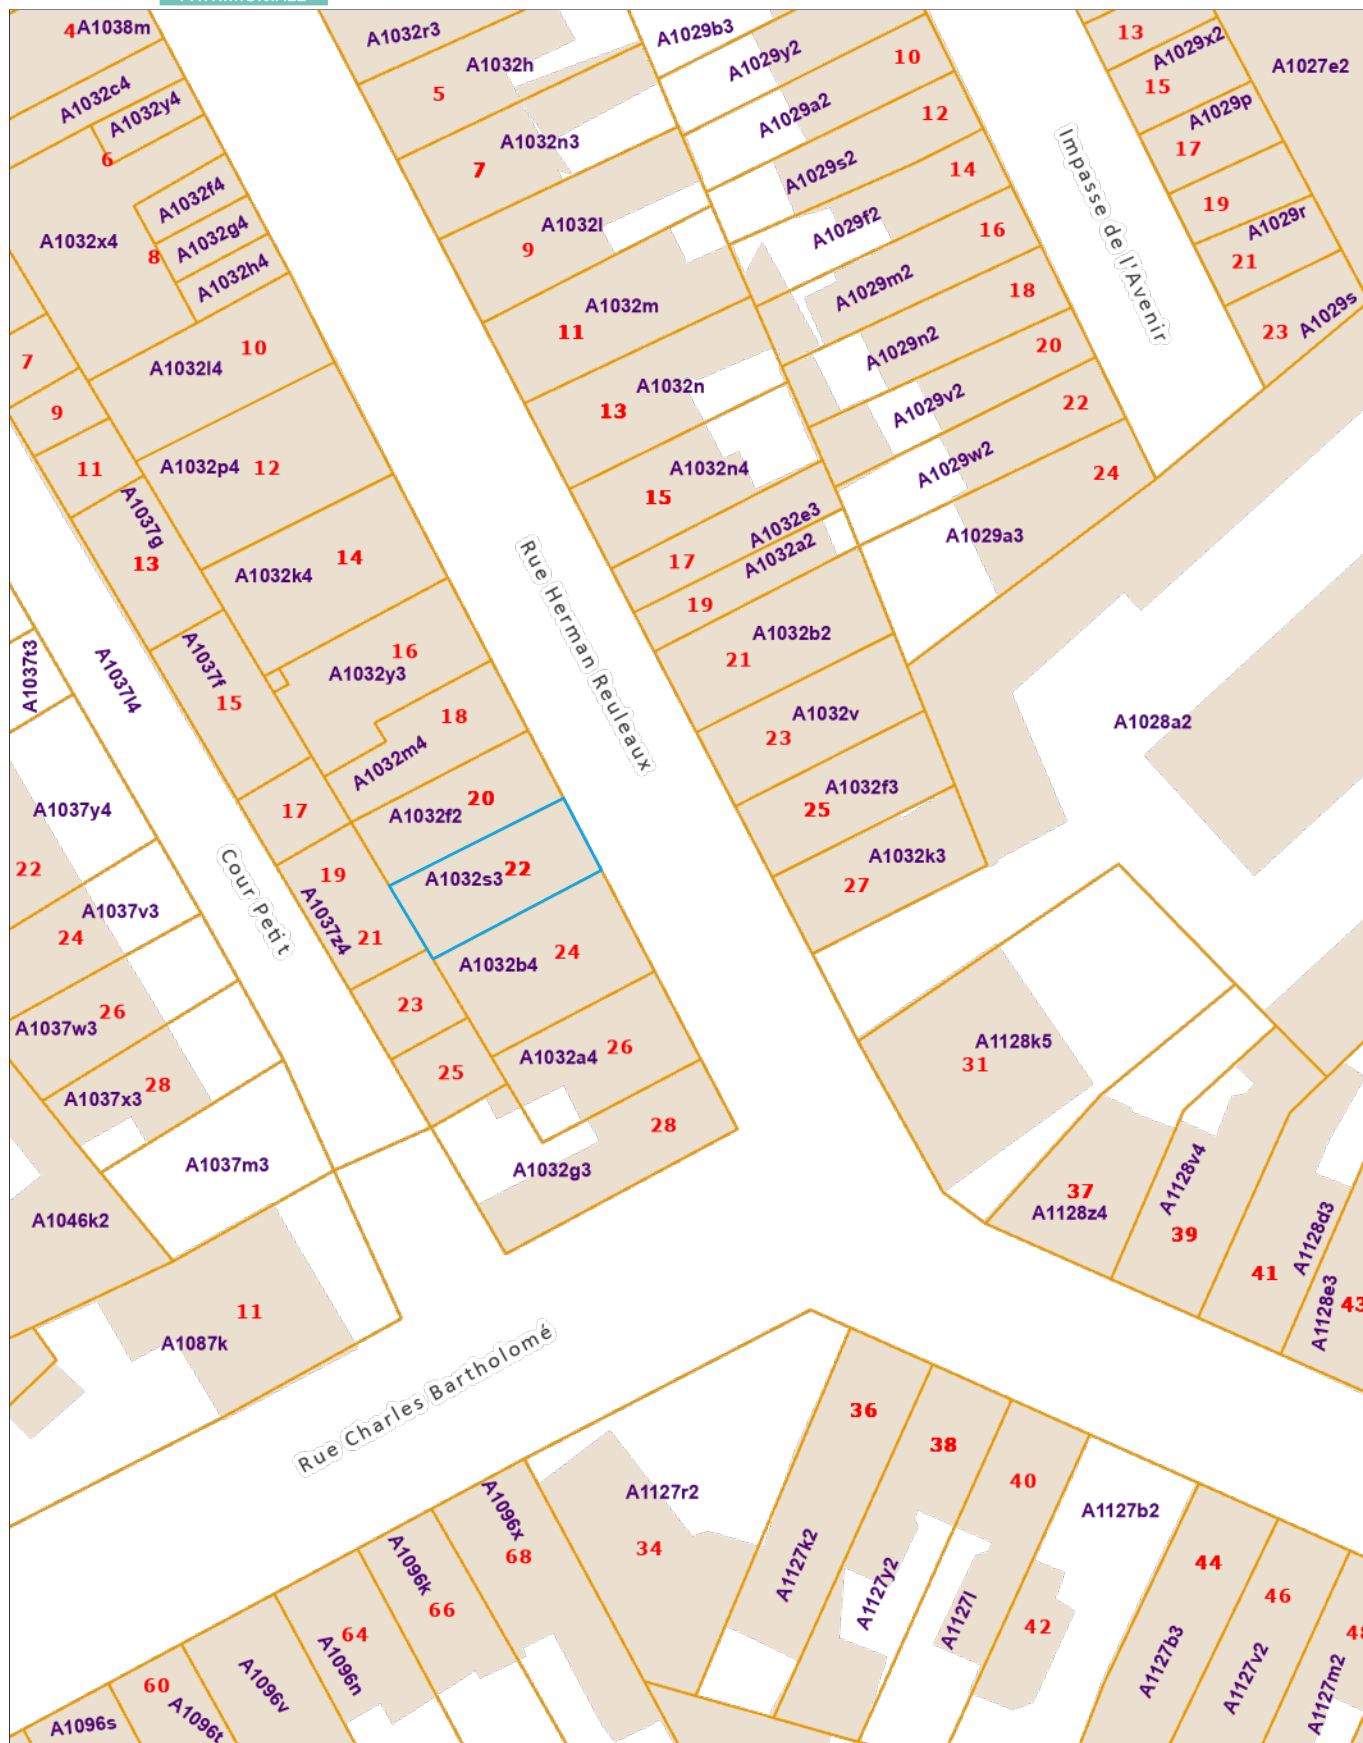 4 A1038m
A1032r3
A1029b3
13
A1029x2
A1027e2
A1032c4
A1032h
5
A1029y2
10
15
A1032y4
A1029a2
12
A1029p
6
A1032n3
7
A1029s2
14
17
Impasse de l'Avenir
A1032f4
A1032l
9
A1029f2
16
19
A1029r
A1032x4
8
A1032g4
A1032h4
A1029m2
18
21
A1032m
11
A1029n2
20
23
A1029s
7
10
A1032l4
A1032n
13
A1029v2
22
9
11
A1032p4 12
A1032n4
15
A1029w2
24
A1037g
13
A1032k4
14
A1032e3
17
A1032a2
19
A1029a3
Rue Herman Reuleaux
A1032b2
21
A1037t3
A1037l4
A1037f
15
16
A1032y3
18
A1032m4
A1032v
23
A1028a2
A1037y4
22
17
20
A1032f2
A1032f3
25
Cour Petit
19
A1037z4
21
A1032s3 22
A1032k3
27
A1037v3
24
A1032b4
24
A1037w3
26
23
A1032a4 26
A1128k5
31
A1037x3 28
25
28
A1037m3
A1032g3
37
A1128z4
A1128v4
39
A1046k2
41
A1128d3
A1128e3
43
11
A1087k
Rue Charles Bartholomé
36
38
40
A1096x
68
A1127r2
34
A1127k2
A1127y2
A1127l
42
A1127b2
44
46
A1096k
66
64
A1096n
A1127b3
A1127v2
A1127m2
60
A1096v
A1096t
A1096s